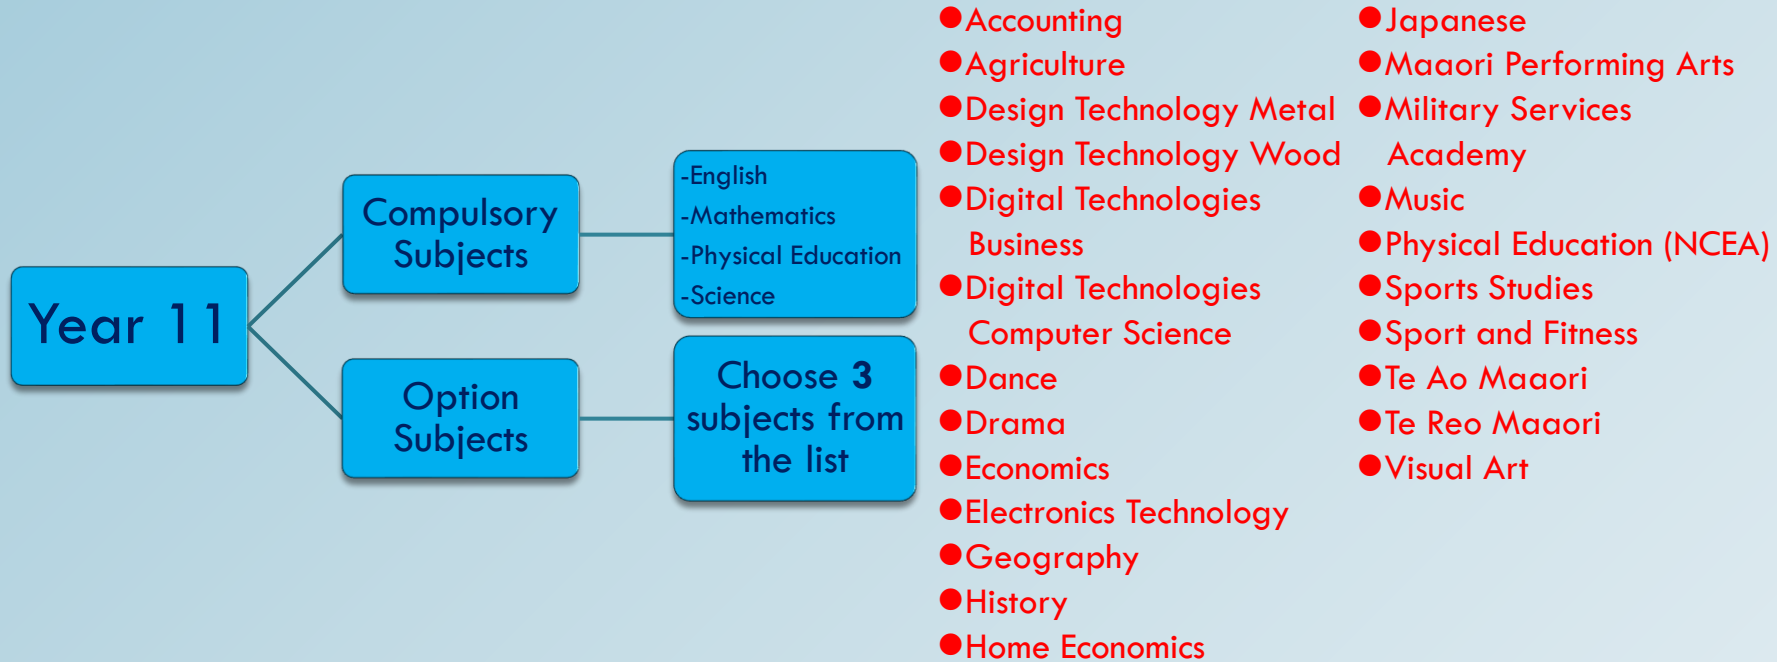 Year 11
Compulsory
Subjects
-English
-Mathematics
-Physical Education
-Science
Option
Subjects
Choose 3
subjects from
the list
●Accounting
●Agriculture
●Design Technology Metal
●Design Technology Wood
●Digital Technologies
Business
●Digital Technologies
Computer Science
●Dance
●Drama
●Economics
●Electronics Technology
●Geography
●History
●Home Economics
●Japanese
●Maaori Performing Arts
●Military Services
Academy
●Music
●Physical Education (NCEA)
●Sports Studies
●Sport and Fitness
●Te Ao Maaori
●Te Reo Maaori
●Visual Art